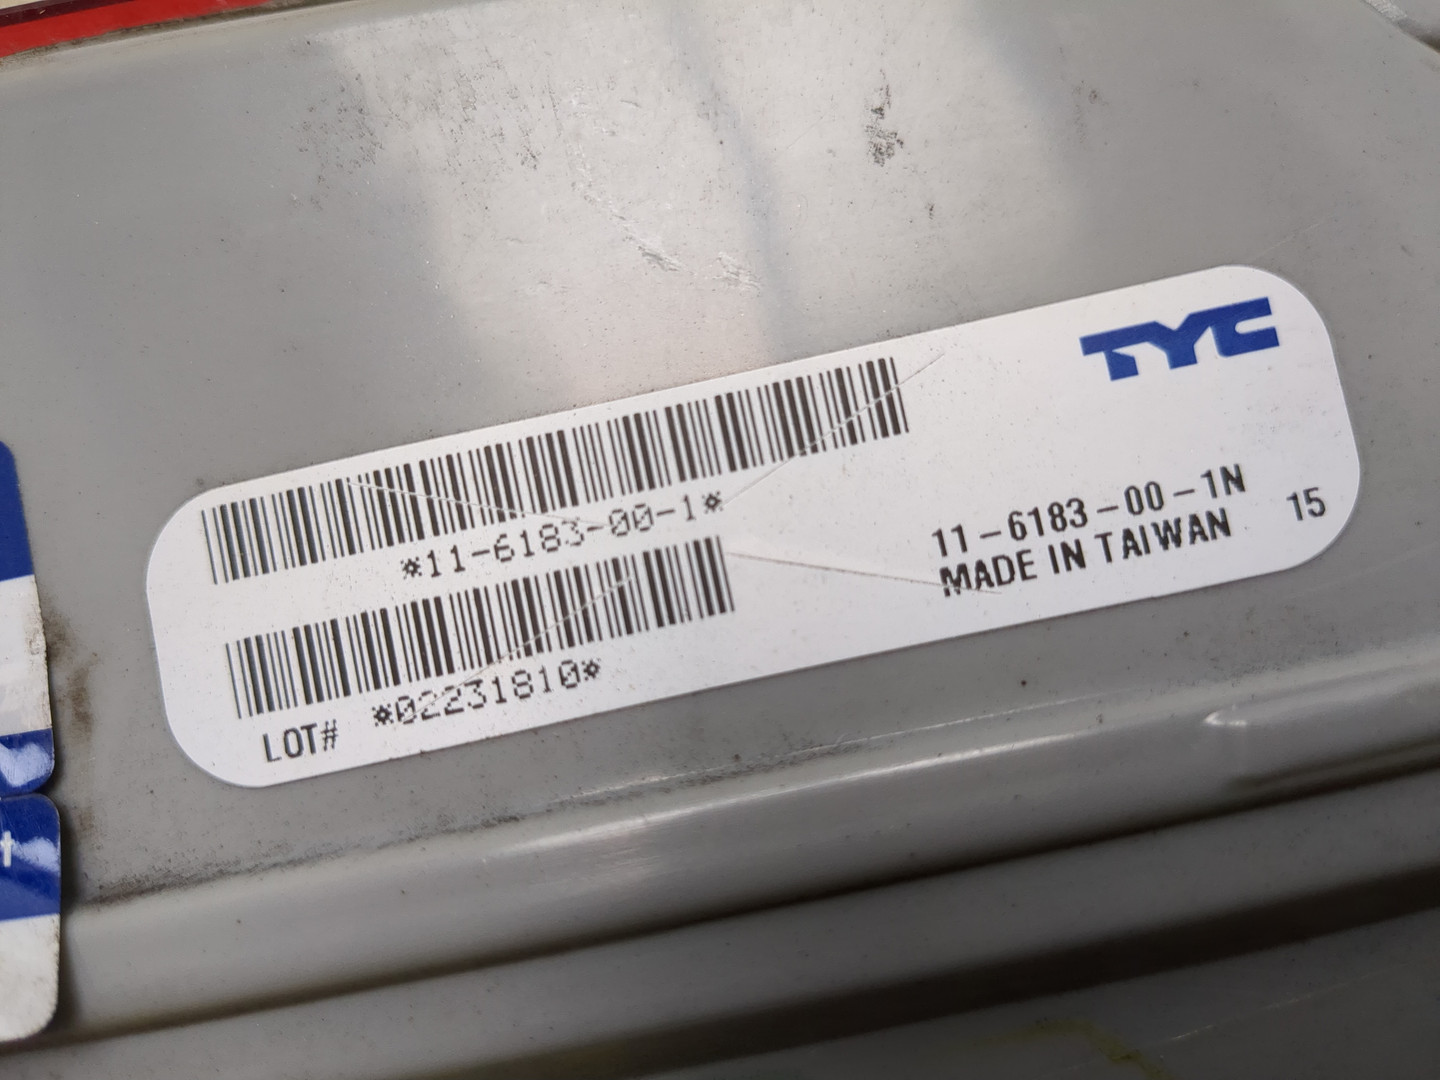 TYC
*11-6183-00-1*
11-6183-00-1N
MADE IN TAIWAN 15
*02231810*
LOT#
t